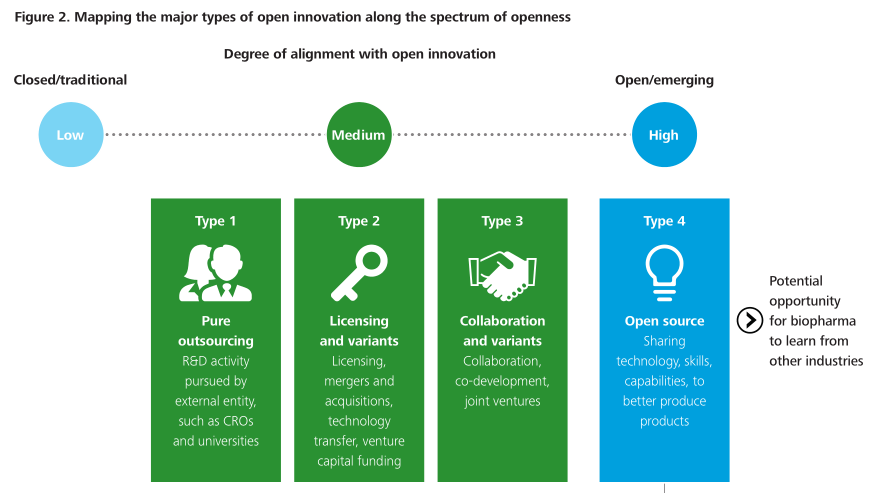 Figure 2. Mapping the major types of open innovation along the spectrum of openness
Degree of alignment with open innovation
Closed/traditional
Open/emerging
Low
Medium
High
Type 1
Pure
outsourcing
R&D activity
pursued by
external entity,
such as CROs
and universities
Type 2
Licensing
and variants
Licensing,
mergers and
acquisitions,
technology
transfer, venture
capital funding
Type 3
Collaboration
and variants
Collaboration,
co-development,
joint ventures
Type 4
Open source
Sharing
technology, skills,
capabilities, to
better produce
products
Potential
opportunity
for biopharma
to learn from
other industries